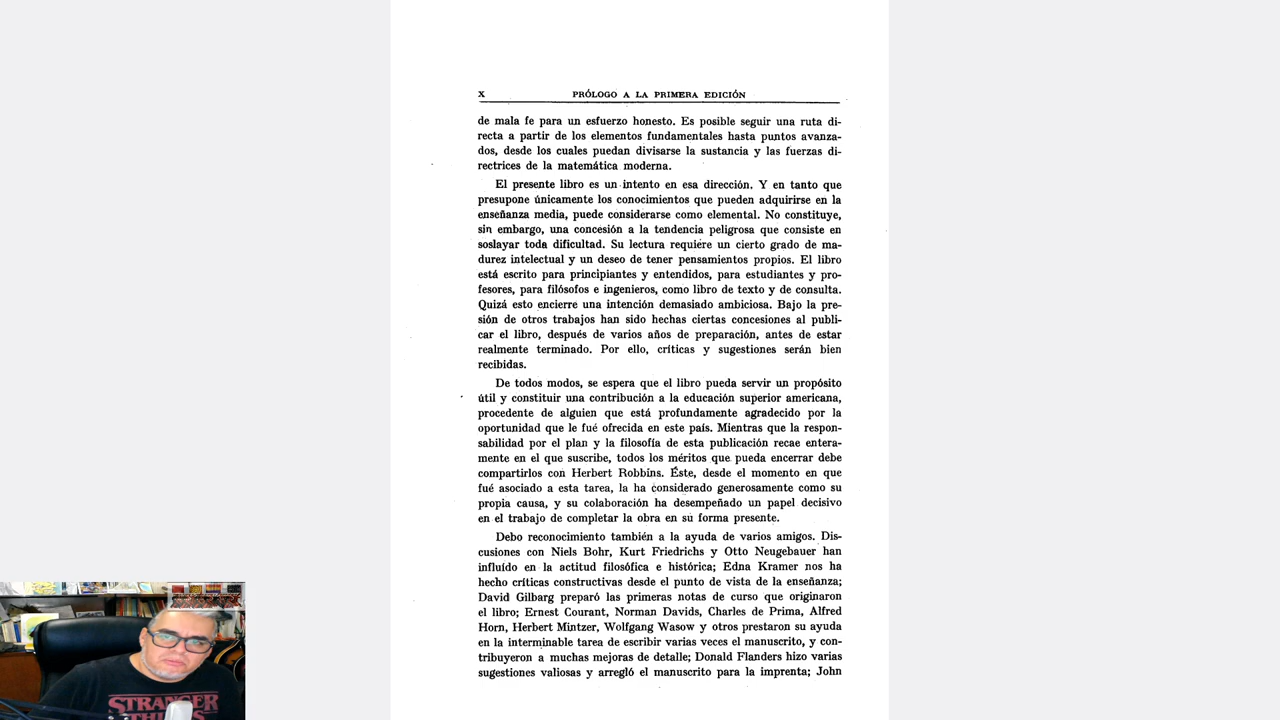 X PRÓLOGO A LA PRIMERA EDICIÓN
de mala fe para un esfuerzo honesto. Es posible seguir una ruta di-
recta a partir de los elementos fundamentales hasta puntos avanza-
dos, desde los cuales puedan divisarse la sustancia y las fuerzas di-
rectrices de la matemática moderna.
El presente libro es un intento en esa dirección. Y en tanto que
presupone únicamente los conocimientos que pueden adquirirse en la
enseñanza media, puede considerarse como elemental. No constituye,
sin embargo, una concesión a la tendencia peligrosa que consiste en
soslayar toda dificultad. Su lectura requiere un cierto grado de ma-
durez intelectual y un deseo de tener pensamientos propios. El libro
está escrito para principiantes y entendidos, para estudiantes y pro-
fesores, para filósofos e ingenieros, como libro de texto y de consulta.
Quizá esto encierre una intención demasiado ambiciosa. Bajo la pre-
sión de otros trabajos han sido hechas ciertas concesiones al publi-
car el libro, después de varios años de preparación, antes de estar
realmente terminado. Por ello, críticas y sugestiones serán bien
recibidas.
De todos modos, se espera que el libro pueda servir un propósito
útil y constituir una contribución a la educación superior americana,
procedente de alguien que está profundamente agradecido por la
oportunidad que le fué ofrecida en este país. Mientras que la respon-
sabilidad por el plan y la filosofía de esta publicación recae entera-
mente en el que suscribe, todos los méritos que pueda encerrar debe
compartirlos con Herbert Robbins. Éste, desde el momento en que
fué asociado a esta tarea, la ha considerado generosamente como su
propia causa, y su colaboración ha desempeñado un papel decisivo
en el trabajo de completar la obra en su forma presente.
Debo reconocimiento también a la ayuda de varios amigos. Dis-
cusiones con Niels Bohr, Kurt Friedrichs y Otto Neugebauer han
influído en la actitud filosófica e histórica; Edna Kramer nos ha
hecho críticas constructivas desde el punto de vista de la enseñanza;
David Gilbarg preparó las primeras notas de curso que originaron
el libro; Ernest Courant, Norman Davids, Charles de Prima, Alfred
Horn, Herbert Mintzer, Wolfgang Wasow y otros prestaron su ayuda
en la interminable tarea de escribir varias veces el manuscrito, y con-
tribuyeron a muchas mejoras de detalle; Donald Flanders hizo varias
sugestiones valiosas y arregló el manuscrito para la imprenta; John
STRANGER
THINGS